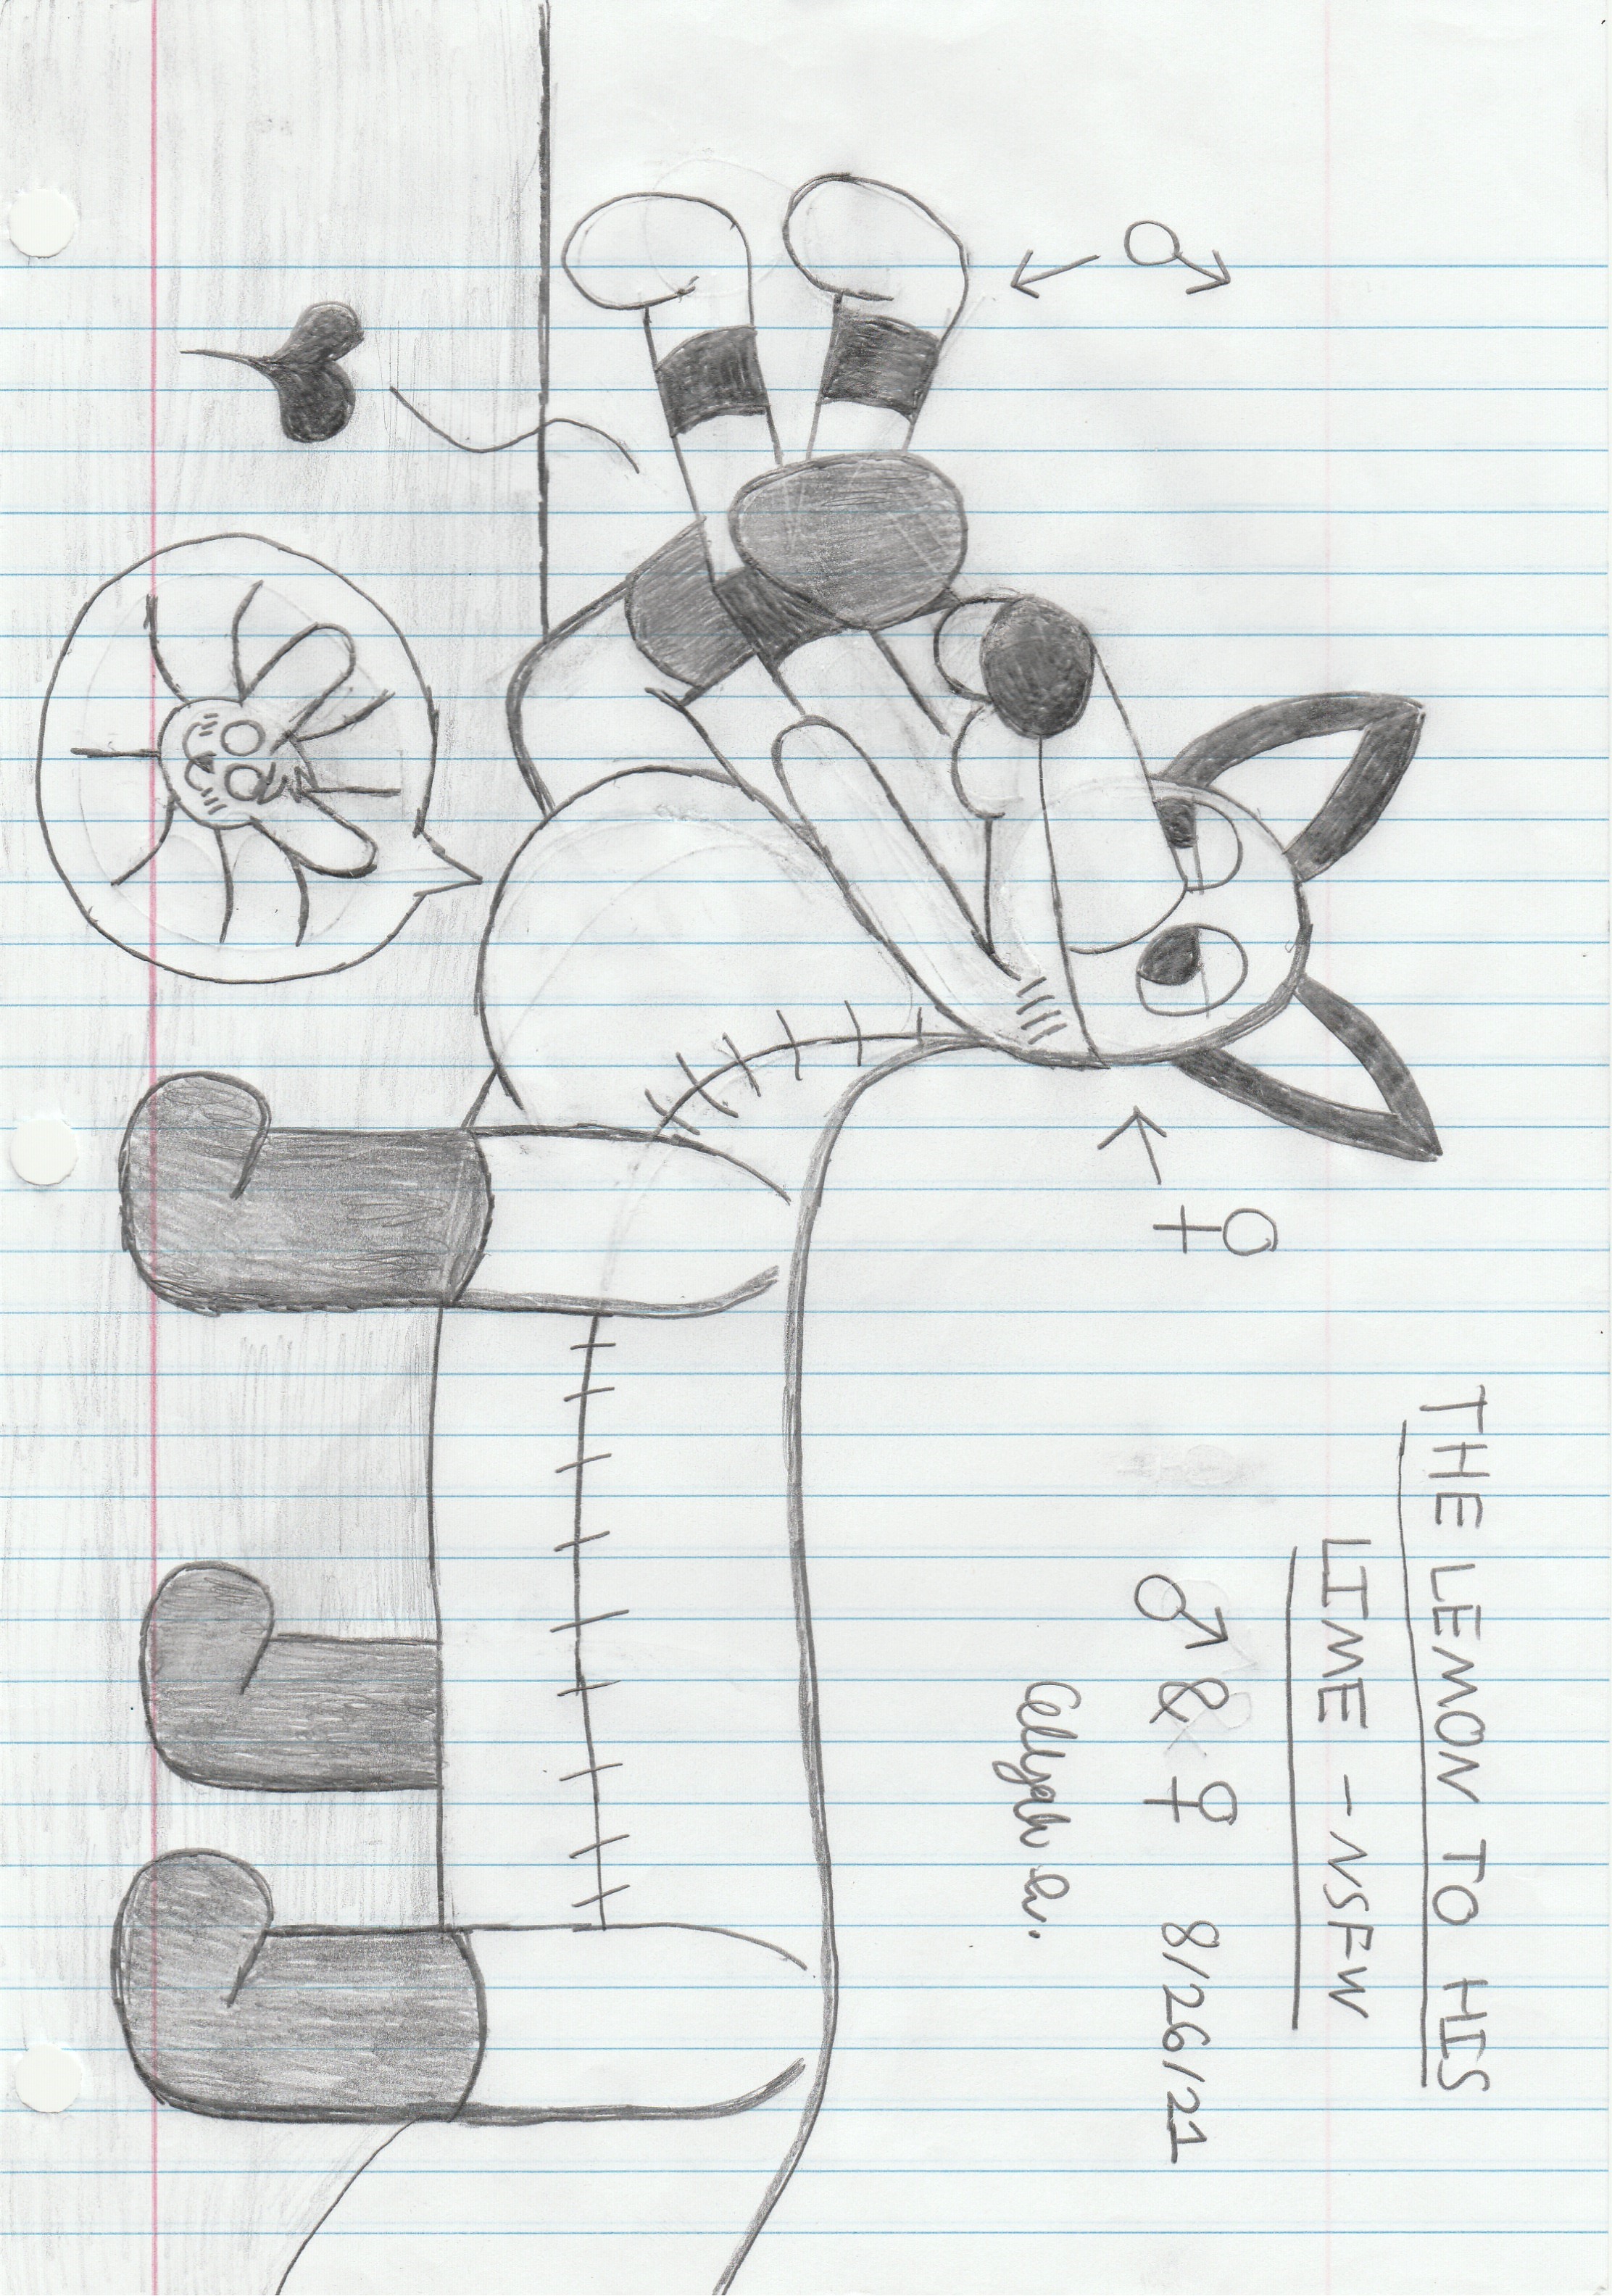 THE LEMON TO HIS
LIME - NSFW
♂ & ♀ 8/26/21
♀
♂